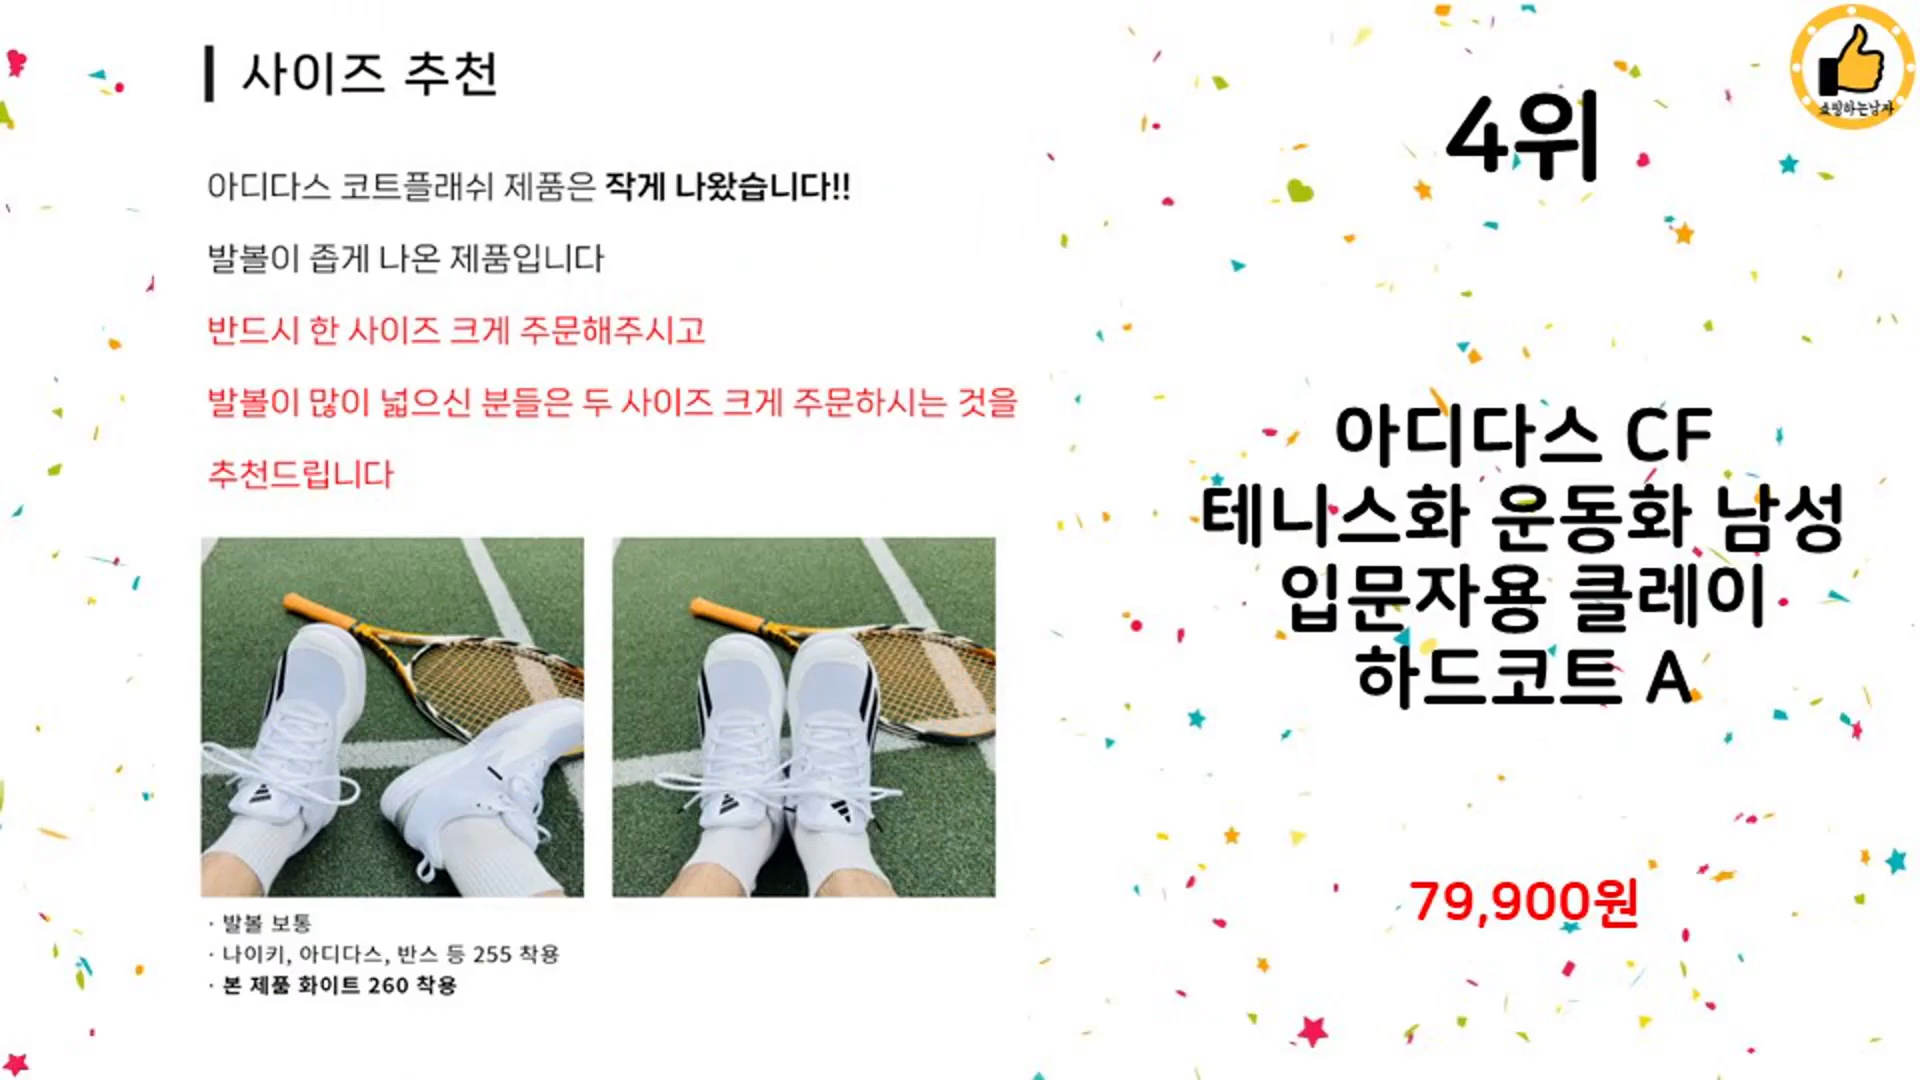 사이즈 추천
아디다스 코트플래쉬 제품은 작게 나왔습니다!!
발볼이 좁게 나온 제품입니다
반드시 한 사이즈 크게 주문해주시고
발볼이 많이 넓으신 분들은 두 사이즈 크게 주문하시는 것을
추천드립니다
· 발볼 보통
· 나이키, 아디다스, 반스 등 255 착용
· 본 제품 화이트 260 착용
4위
아디다스 CF
테니스화 운동화 남성
입문자용 클레이
하드코트 A
79,900원
쇼핑하는남자